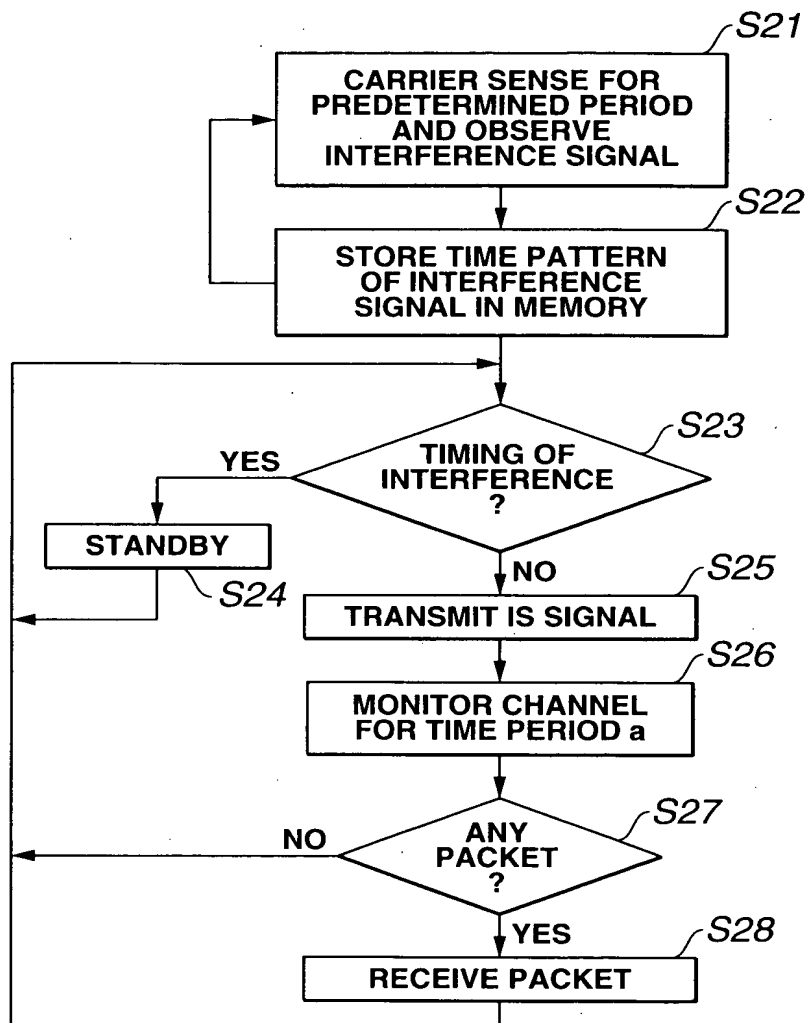 S21
CARRIER SENSE FOR
PREDETERMINED PERIOD
AND OBSERVE
INTERFERENCE SIGNAL
S22
STORE TIME PATTERN
OF INTERFERENCE
SIGNAL IN MEMORY
S23
TIMING OF
INTERFERENCE
?
YES
STANDBY
S24
NO
S25
TRANSMIT IS SIGNAL
S26
MONITOR CHANNEL
FOR TIME PERIOD a
S27
ANY
PACKET
?
NO
YES
S28
RECEIVE PACKET